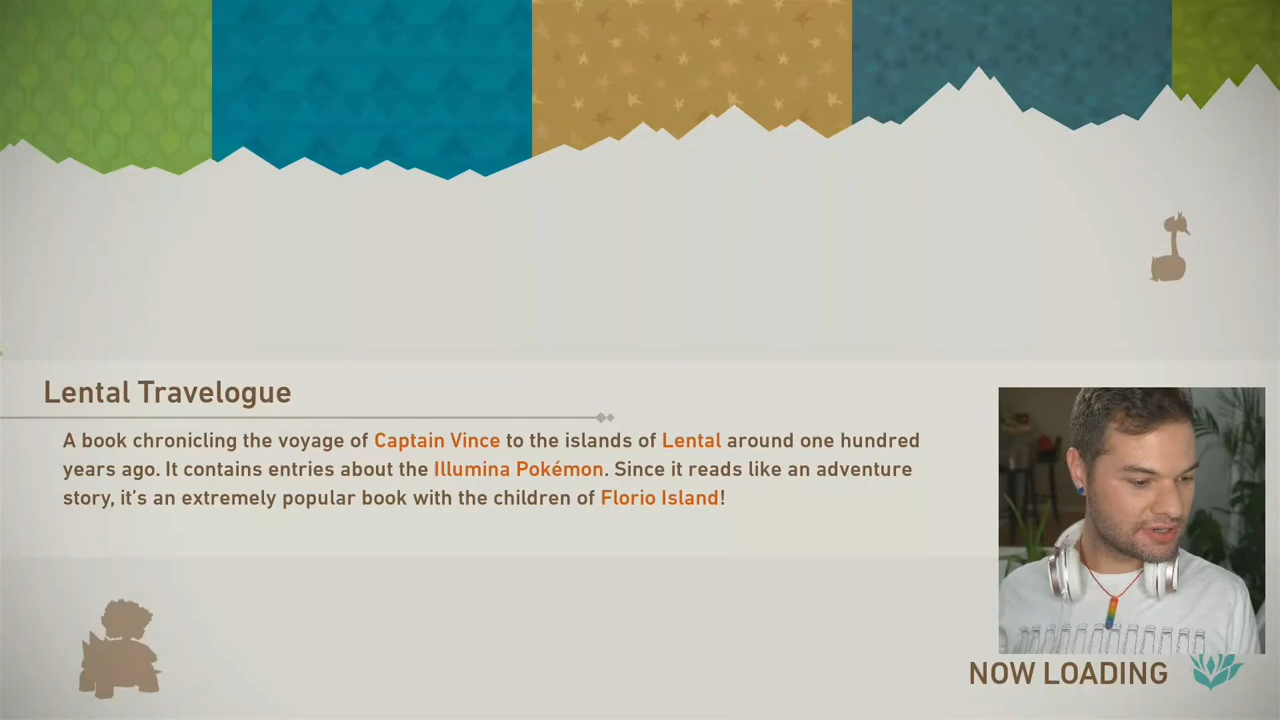 Lental Travelogue
A book chronicling the voyage of Captain Vince to the islands of Lental around one hundred
years ago. It contains entries about the Illumina Pokémon. Since it reads like an adventure
story, it's an extremely popular book with the children of Florio Island!
NOW LOADING